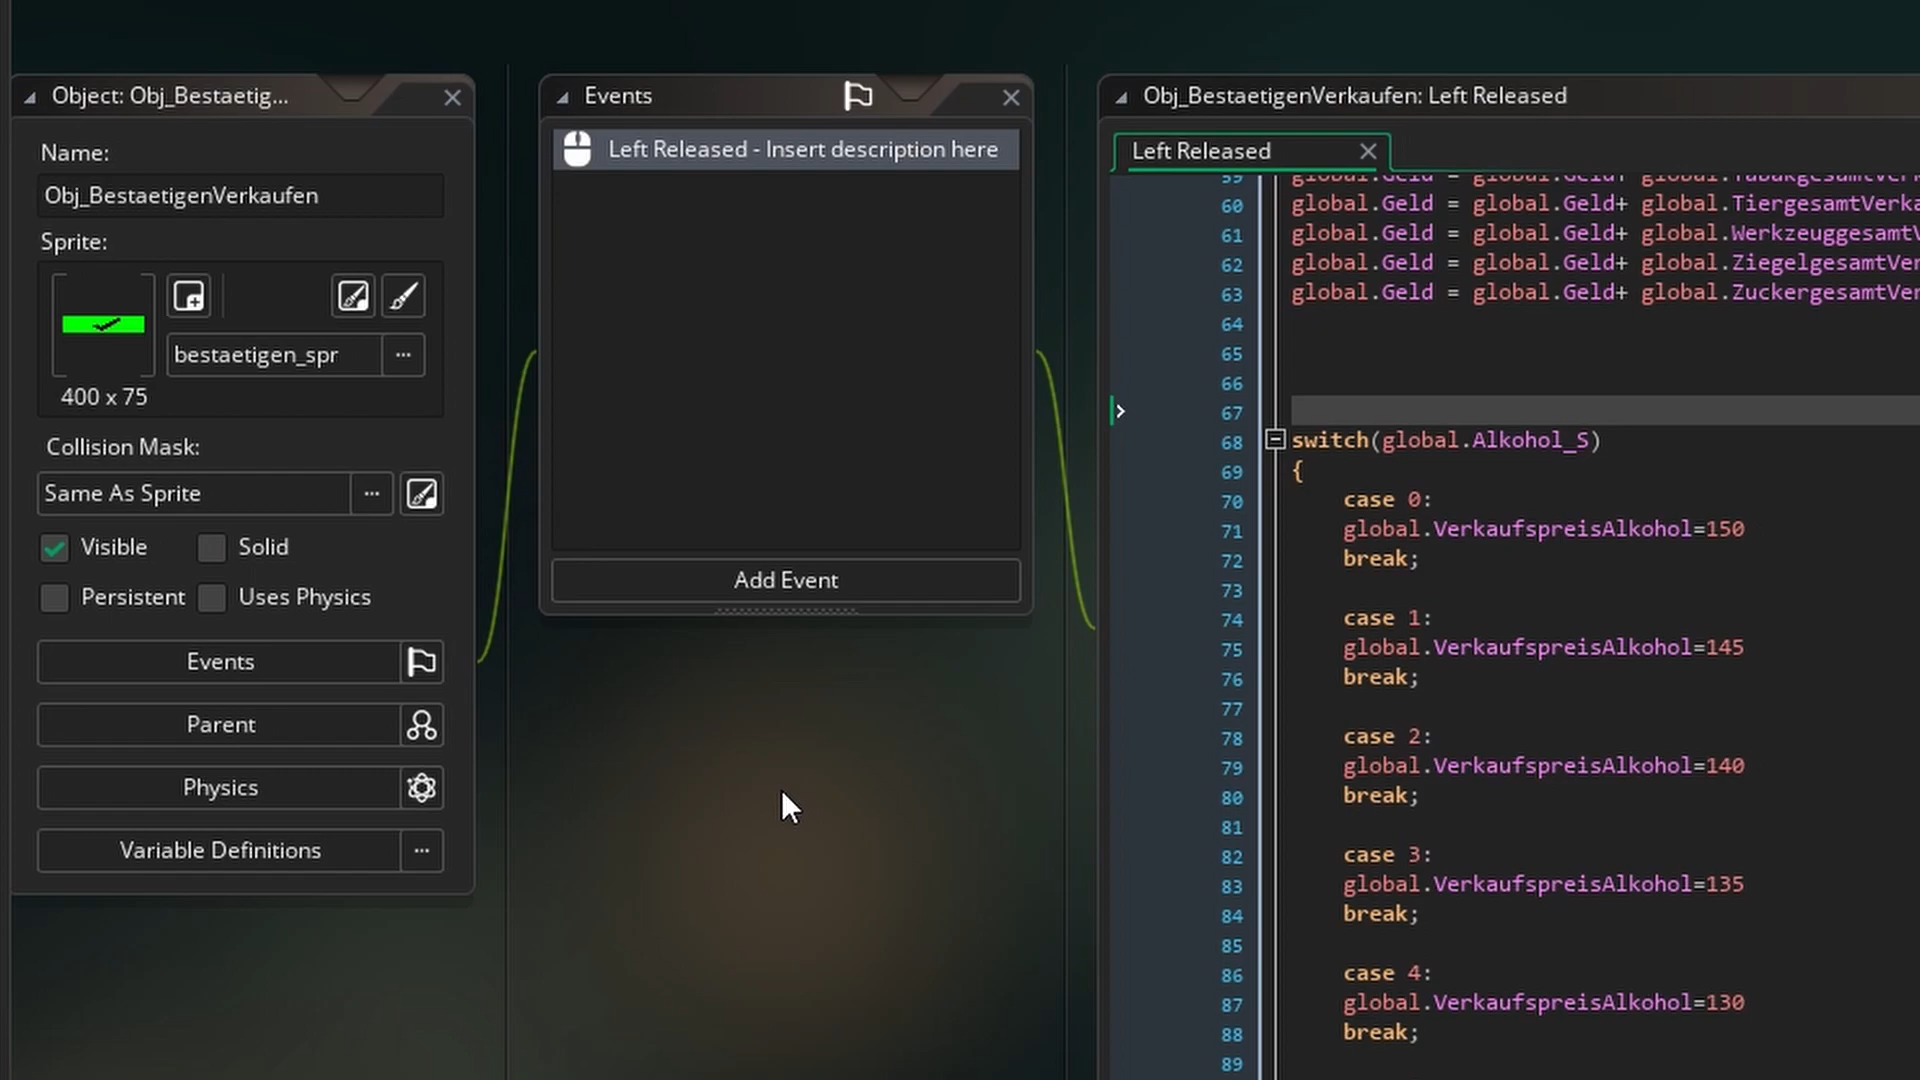 Object: Obj_Bestaetig...
Name:
Obj_BestaetigenVerkaufen
Sprite:
bestaetigen_spr
...
400 x 75
Collision Mask:
Same As Sprite
...
Visible
Solid
Persistent
Uses Physics
Events
Parent
Physics
Variable Definitions
...
Events
Left Released - Insert description here
Add Event
Obj_BestaetigenVerkaufen: Left Released
Left Released
59 global.Geld = global.Geld+
60 global.Geld = global.Geld+ global.TiergesamtVerka
61 global.Geld = global.Geld+ global.WerkzeuggesamtV
62 global.Geld = global.Geld+ global.ZiegelgesamtVer
63 global.Geld = global.Geld+ global.ZuckergesamtVer
64
65
66
67
68 switch(global.Alkohol_S)
69 {
70 case 0:
71 global.VerkaufspreisAlkohol=150
72 break;
73
74 case 1:
75 global.VerkaufspreisAlkohol=145
76 break;
77
78 case 2:
79 global.VerkaufspreisAlkohol=140
80 break;
81
82 case 3:
83 global.VerkaufspreisAlkohol=135
84 break;
85
86 case 4:
87 global.VerkaufspreisAlkohol=130
88 break;
89